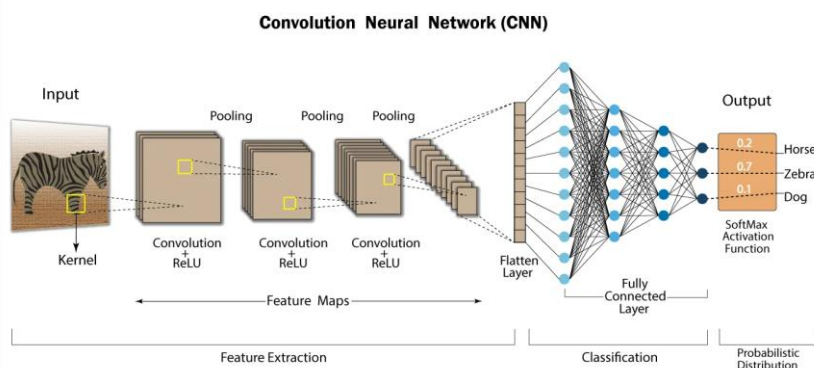 Convolution Neural Network (CNN)
Input
Pooling
Pooling
Pooling
Output
0.2
Horse
0.7
Zebra
0.1
Dog
Kernel
Convolution
+
ReLU
Convolution
+
ReLU
Convolution
+
ReLU
Flatten
Layer
SoftMax
Activation
Function
Feature Maps
Fully
Connected
Layer
Feature Extraction
Classification
Probabilistic
Distribution